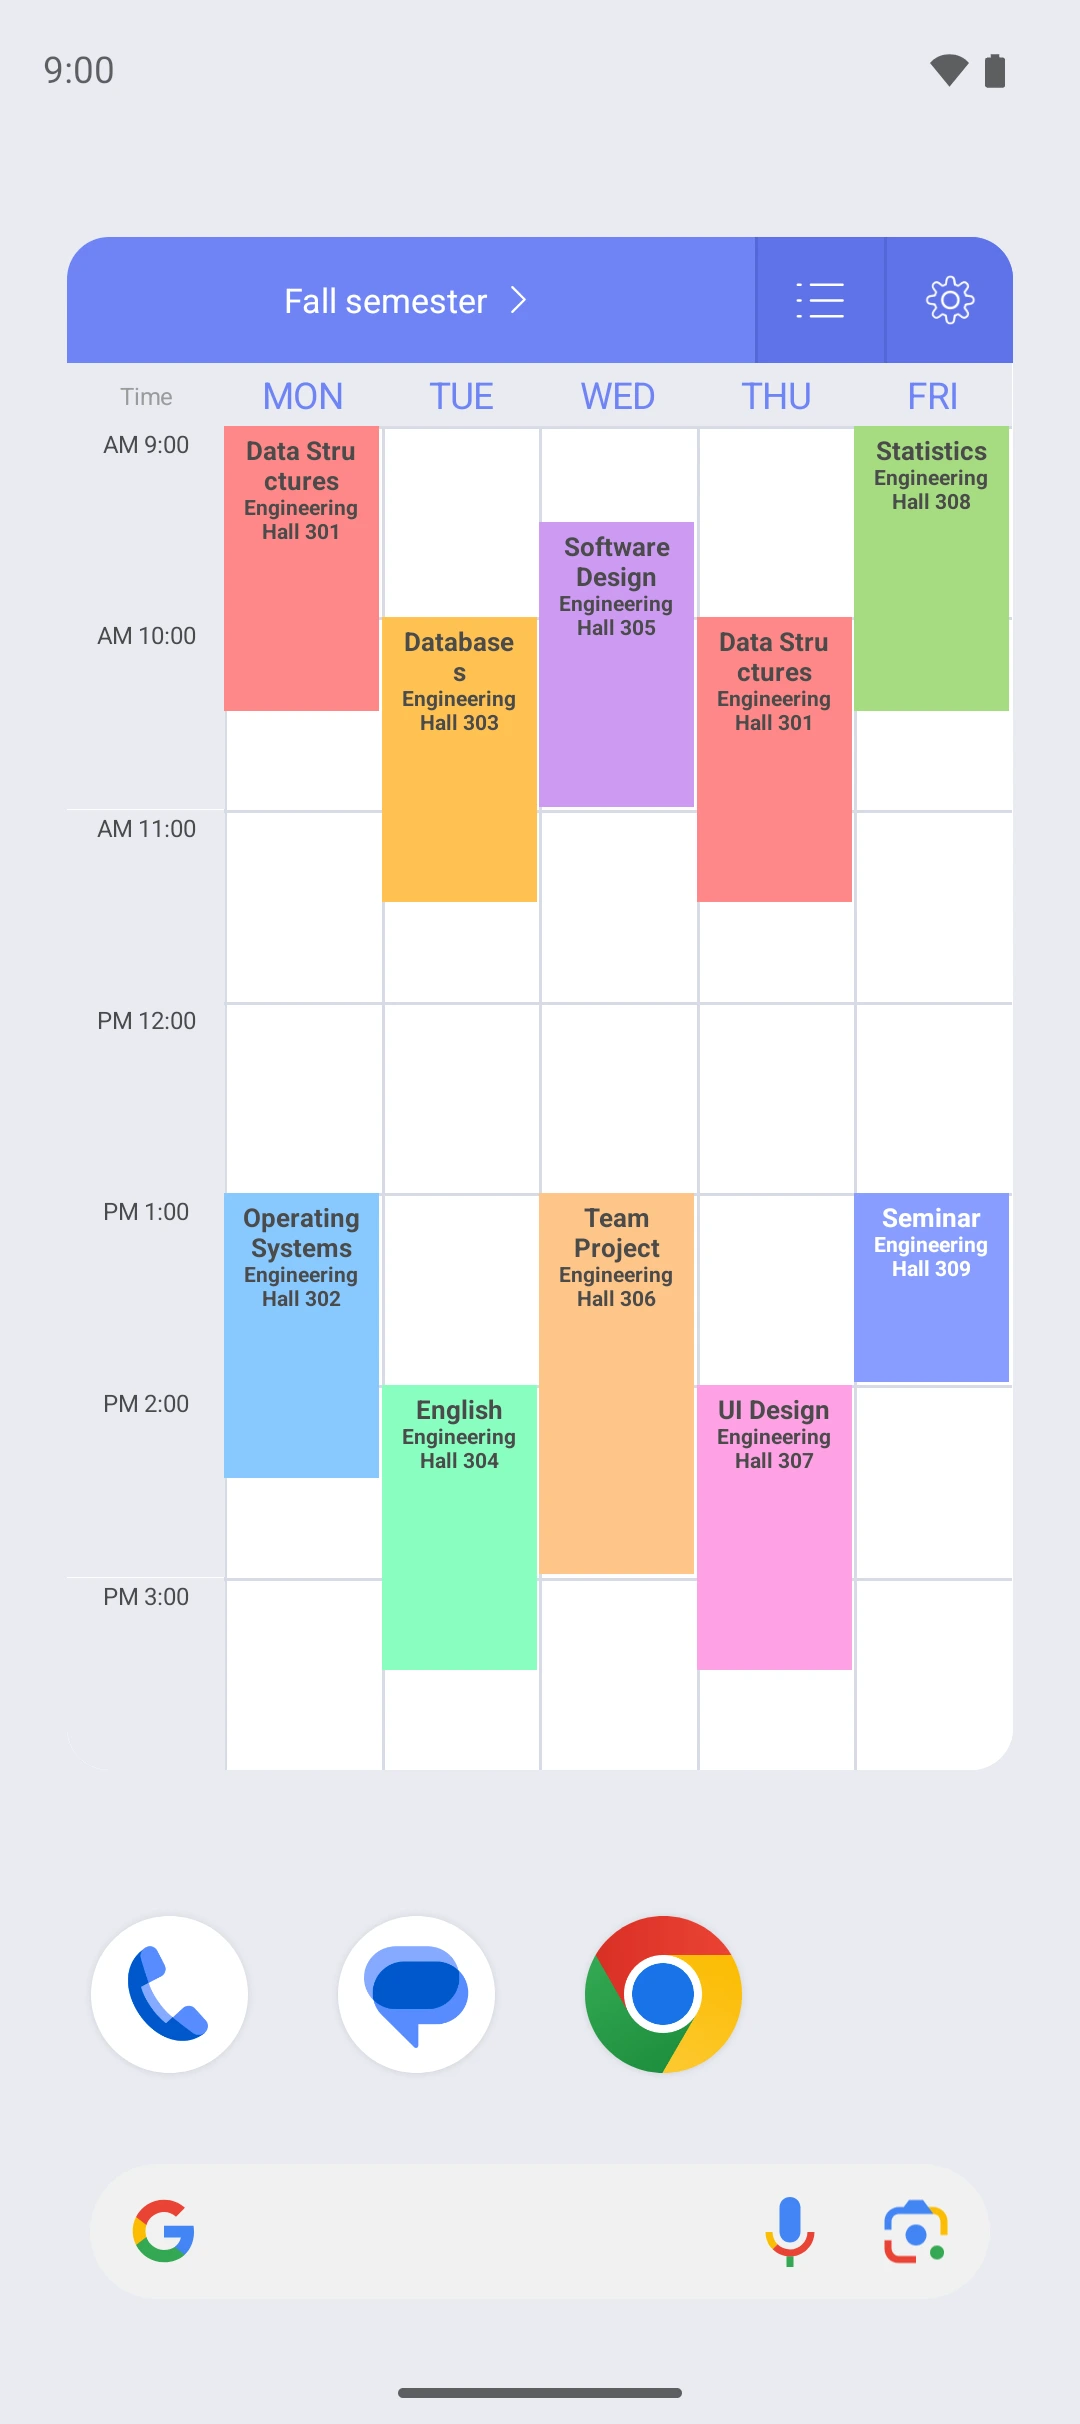 9:00
Fall semester
Time MON TUE WED THU FRI
AM 9:00
AM 10:00
AM 11:00
PM 12:00
PM 1:00
PM 2:00
PM 3:00
Data Stru
ctures
Engineering
Hall 301
Operating
Systems
Engineering
Hall 302
Database
s
Engineering
Hall 303
English
Engineering
Hall 304
Software
Design
Engineering
Hall 305
Team
Project
Engineering
Hall 306
Data Stru
ctures
Engineering
Hall 301
UI Design
Engineering
Hall 307
Statistics
Engineering
Hall 308
Seminar
Engineering
Hall 309